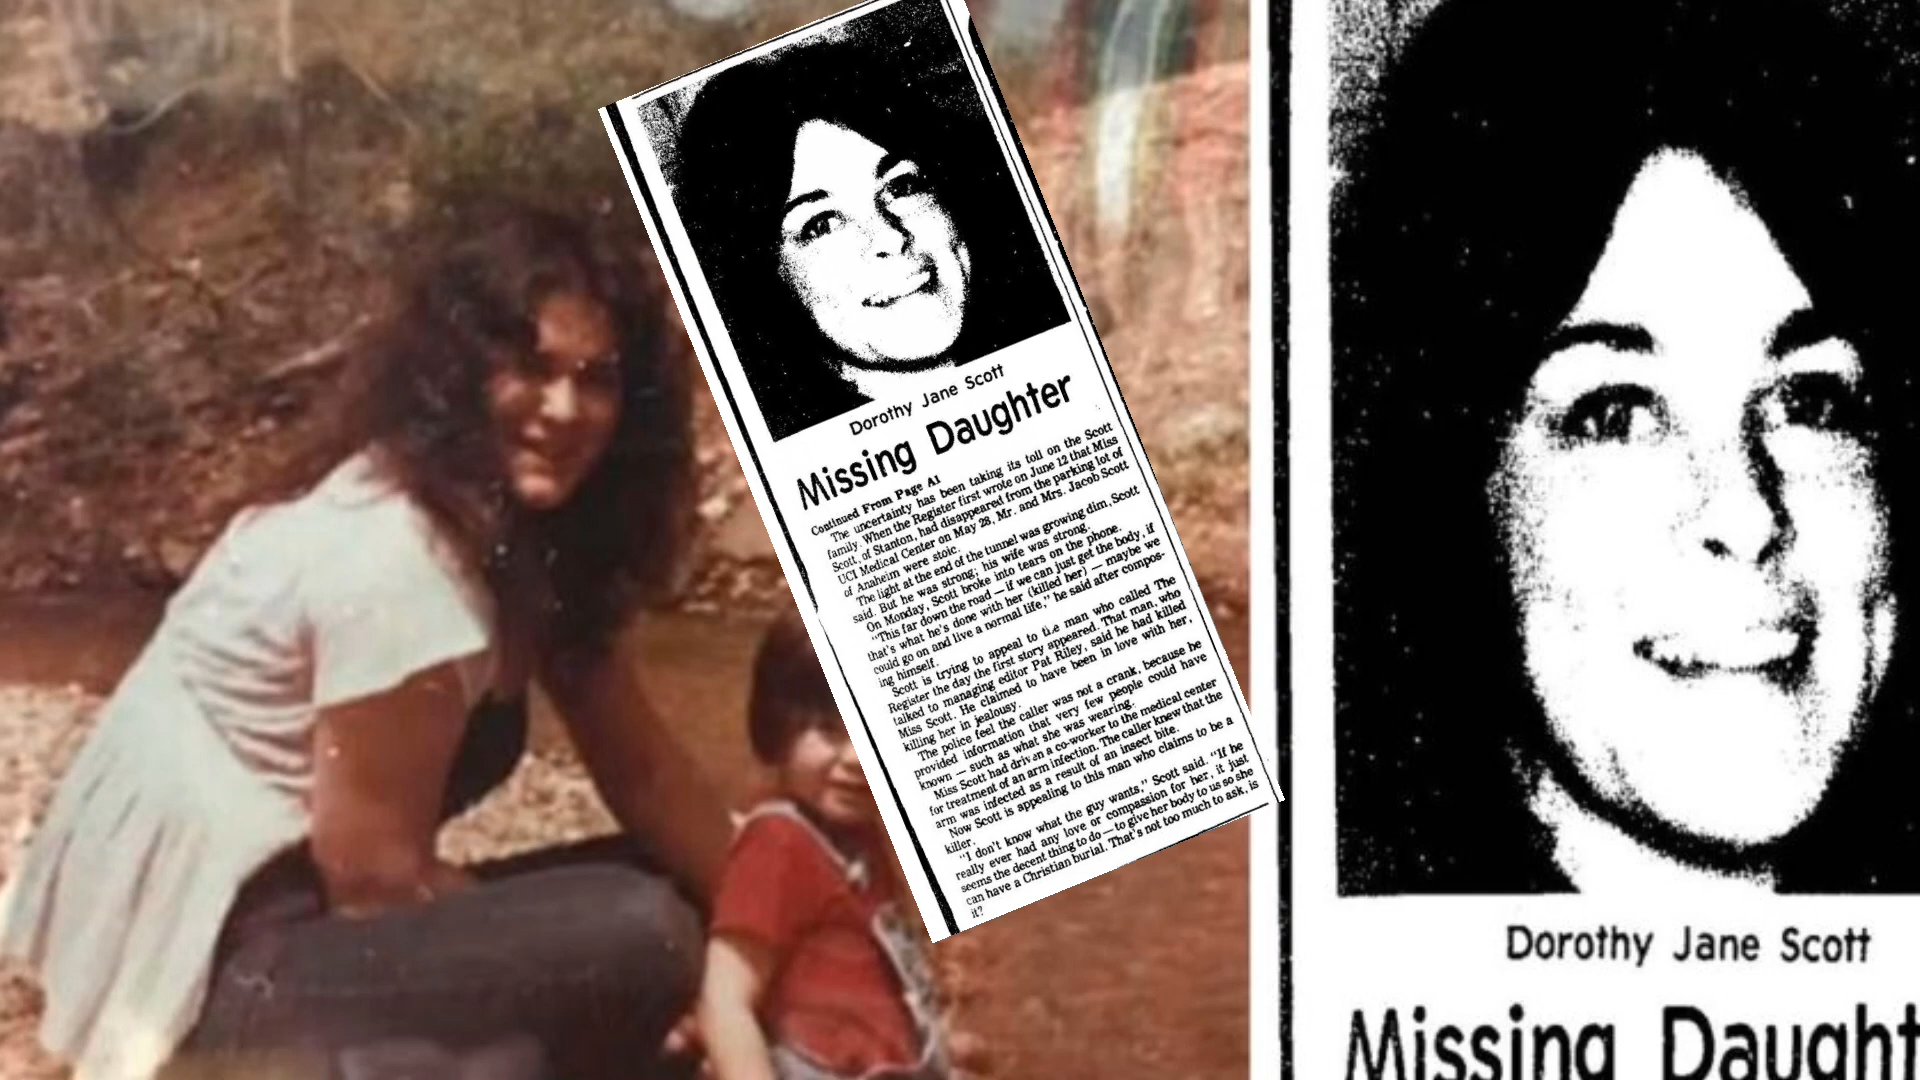 Dorothy Jane Scott
Missing Daughter
Continued From Page A1
The uncertainty has been taking its toll on the Scott
family. When the Register first wrote on June 12 that Miss
Scott, of Stanton, had disappeared from the parking lot of
UCI Medical Center on May 28, Mr. and Mrs. Jacob Scott
of Anaheim were stoic.
The light at the end of the tunnel was growing dim, Scott
said. But he was strong; his wife was strong.
On Monday, Scott broke into tears on the phone.
"This far down the road — if we can just get the body, if
that's what he's done with her (killed her) — maybe we
could go on and live a normal life," he said after compos-
ing himself.
Scott is trying to appeal to the man who called The
Register the day the first story appeared. That man, who
talked to managing editor Pat Riley, said he had killed
Miss Scott. He claimed to have been in love with her,
killing her in jealousy.
The police feel the caller was not a crank, because he
provided information that very few people could have
known — such as what she was wearing.
Miss Scott had driven a co-worker to the medical center
for treatment of an arm infection. The caller knew that the
arm was infected as a result of an insect bite.
Now Scott is appealing to this man who claims to be a
killer.
"I don't know what the guy wants," Scott said. "If he
really ever had any love or compassion for her, it just
seems the decent thing to do — to give her body to us so she
can have a Christian burial. That's not too much to ask, is
it?
Dorothy Jane Scott
Missing Daught